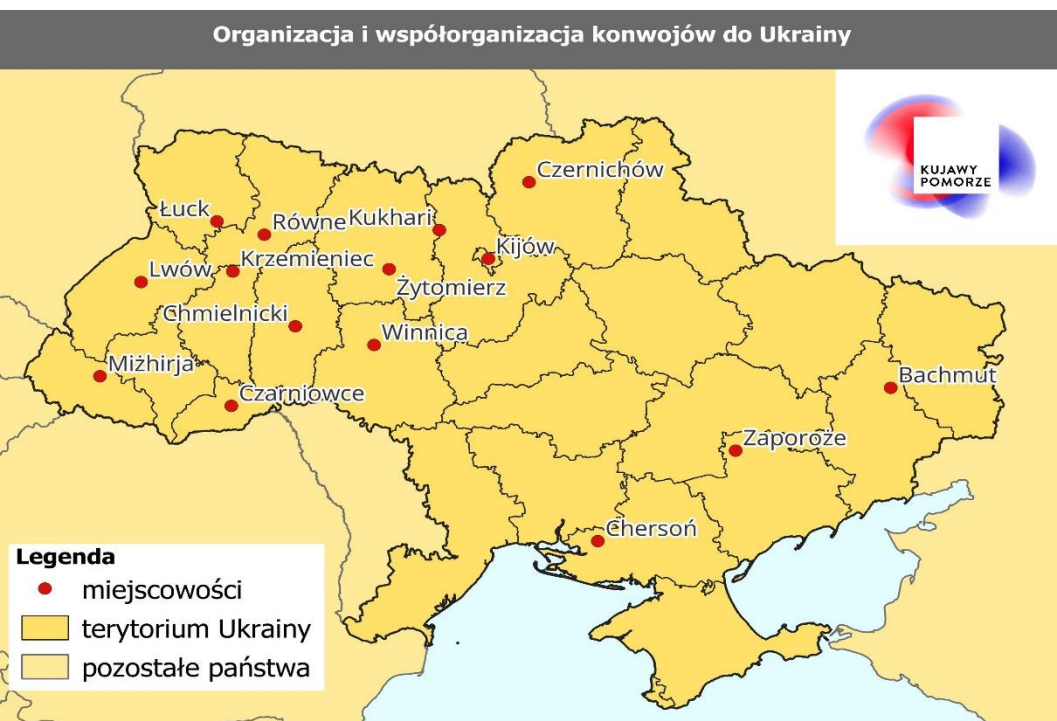 Organizacja i współorganizacja konwojów do Ukrainy
KUJAWY
POMORZE
Czernichów
Łuck
Równe
Kukhari
Kijów
Lwów
Krzemieniec
Żytomierz
Chmielnicki
Winnica
Miżhirja
Czarniowce
Bachmut
Zaporoże
Chersoń
Legenda
miejscowości
terytorium Ukrainy
pozostałe państwa